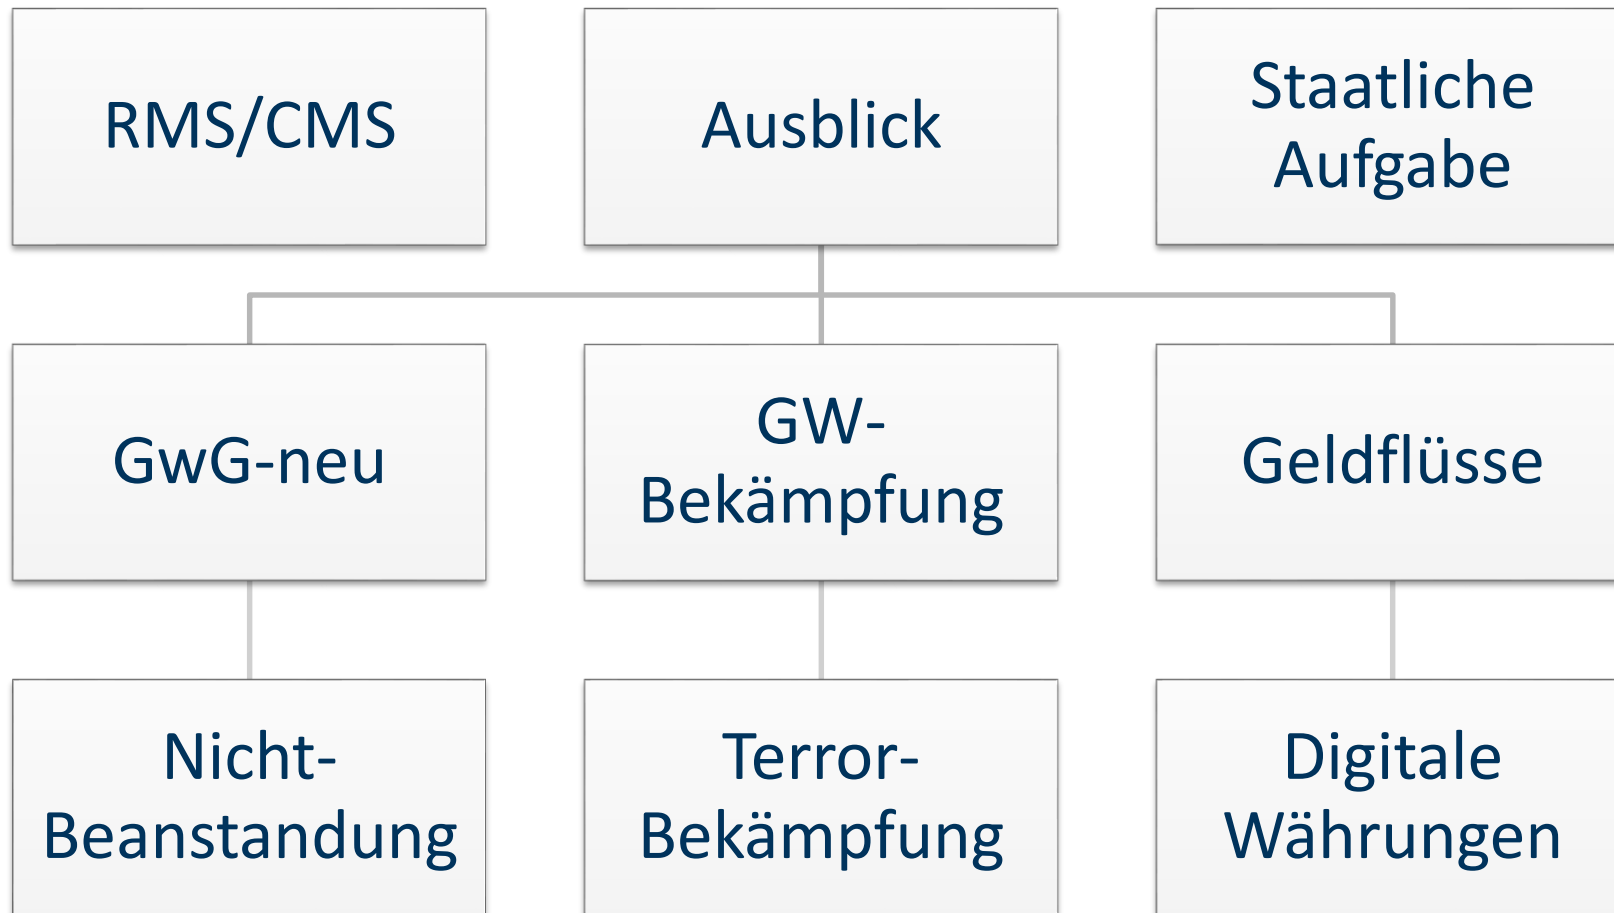 RMS/CMS
Ausblick
Staatliche
Aufgabe
GwG-neu
GW-
Bekämpfung
Geldflüsse
Nicht-
Beanstandung
Terror-
Bekämpfung
Digitale
Währungen